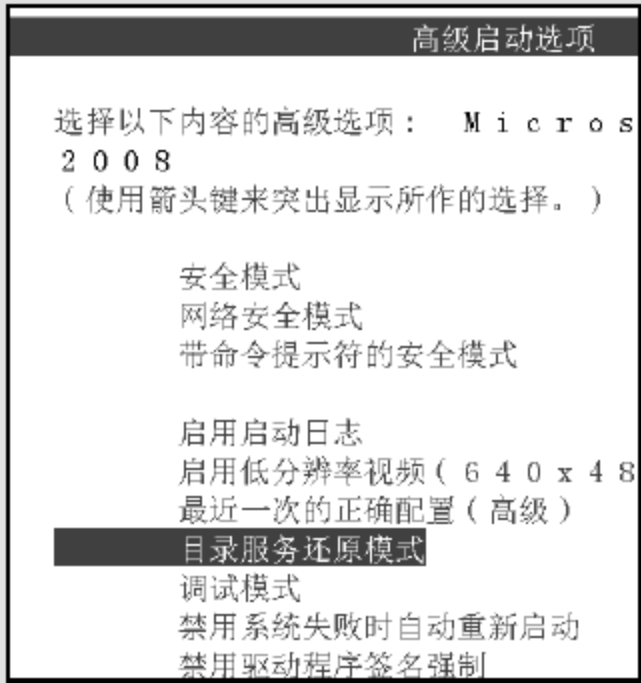 高级启动选项
选择以下内容的高级选项： Micros
2008
（使用箭头键来突出显示所作的选择。）
安全模式
网络安全模式
带命令提示符的安全模式
启用启动日志
启用低分辨率视频（640x48
最近一次的正确配置（高级）
目录服务还原模式
调试模式
禁用系统失败时自动重新启动
禁用驱动程序签名强制